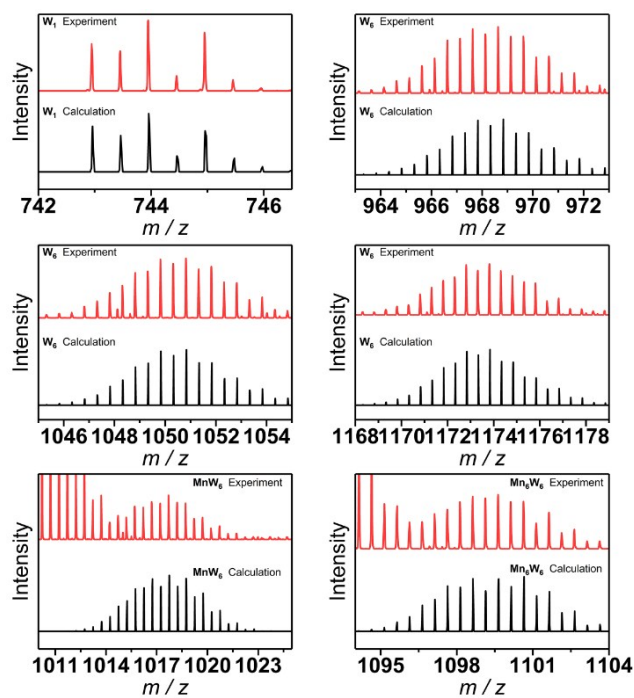 W1 Experiment
W1 Calculation
Intensity
742 744 746
m / z
W6 Experiment
W6 Calculation
Intensity
964 966 968 970 972
m / z
W6 Experiment
W6 Calculation
Intensity
1046 1048 1050 1052 1054
m / z
W6 Experiment
W6 Calculation
Intensity
1168 1170 1172 1174 1176 1178
m / z
MnW6 Experiment
MnW6 Calculation
Intensity
1011 1014 1017 1020 1023
m / z
Mn6W6 Experiment
Mn6W6 Calculation
Intensity
1095 1098 1101 1104
m / z